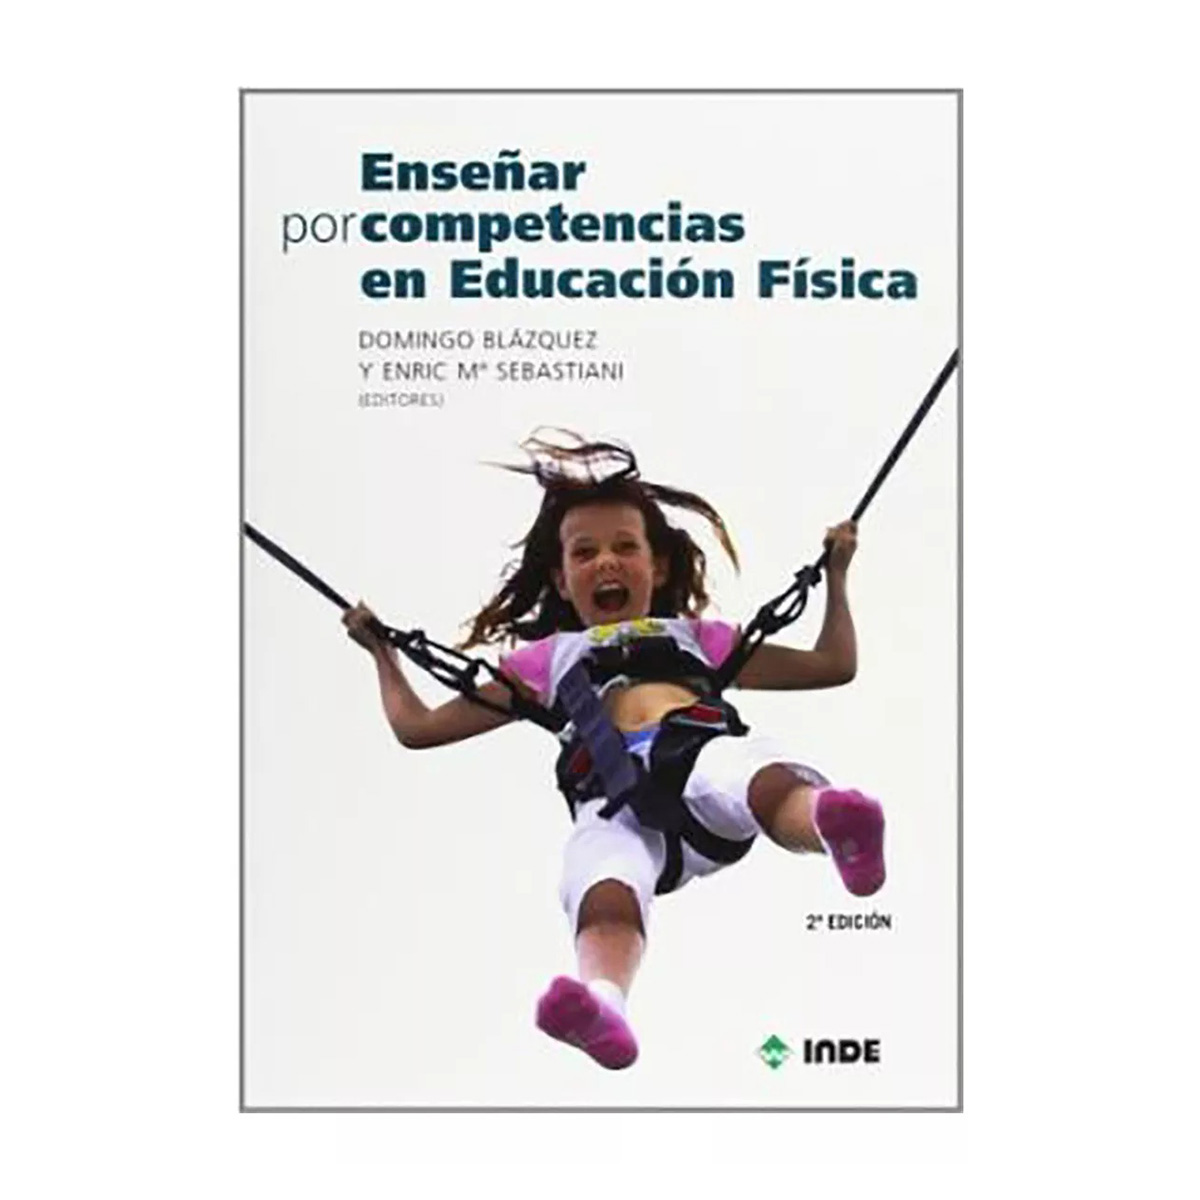 Enseñar
por competencias
en Educación Física
DOMINGO BLÁZQUEZ
Y ENRIC Mª SEBASTIANI
(EDITORES)
2ª EDICIÓN
INDE